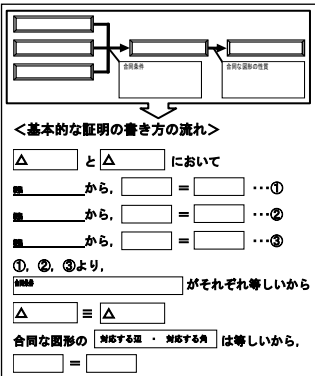 合同条件
合同な図形の性質
<基本的な証明の書き方の流れ>
△ と △ において
から, = …①
から, = …②
から, = …③
①, ②, ③より,
がそれぞれ等しいから
△ ≡ △
合同な図形の 対応する辺 ・ 対応する角 は等しいから,
=